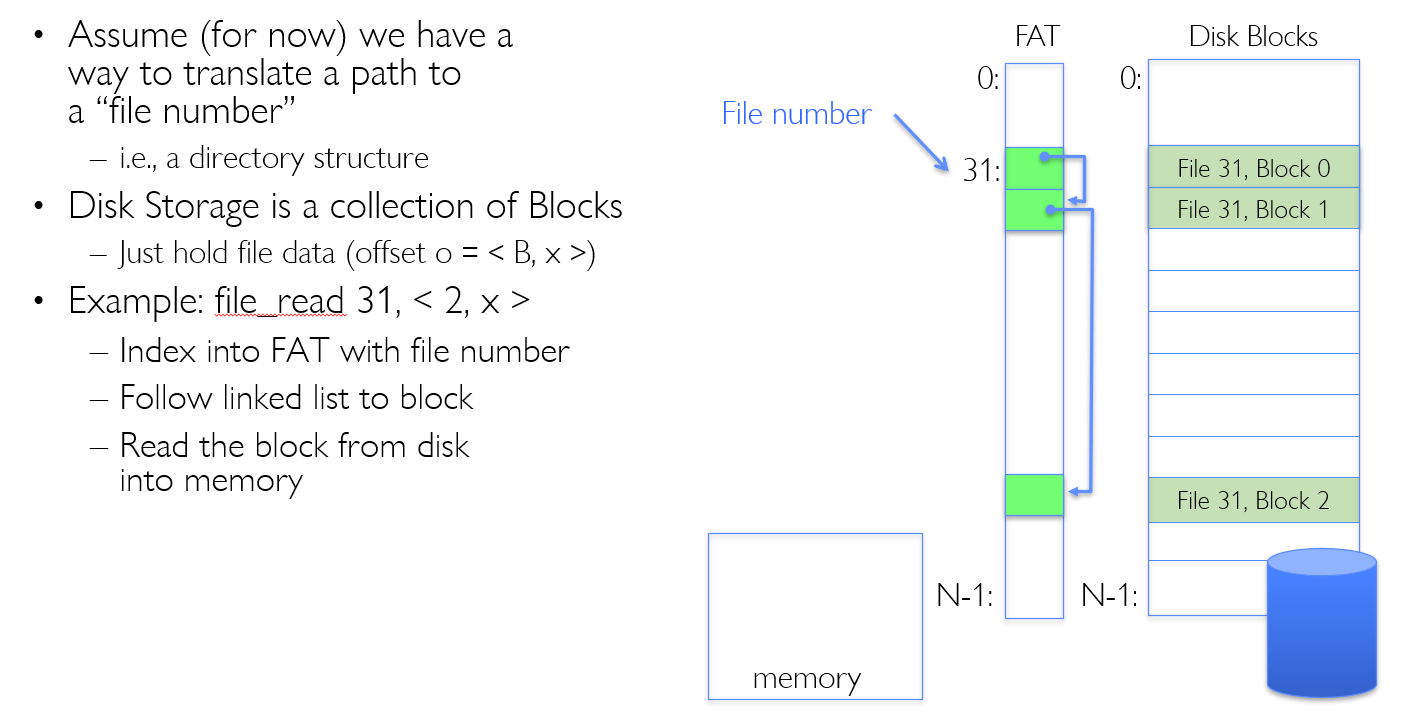 • Assume (for now) we have a
way to translate a path to
a “file number”
– i.e., a directory structure
• Disk Storage is a collection of Blocks
– Just hold file data (offset o = < B, x >)
• Example: file_read 31, < 2, x >
– Index into FAT with file number
– Follow linked list to block
– Read the block from disk
into memory
FAT
Disk Blocks
0:
0:
File number
31:
File 31, Block 0
File 31, Block 1
File 31, Block 2
N-1:
N-1:
memory